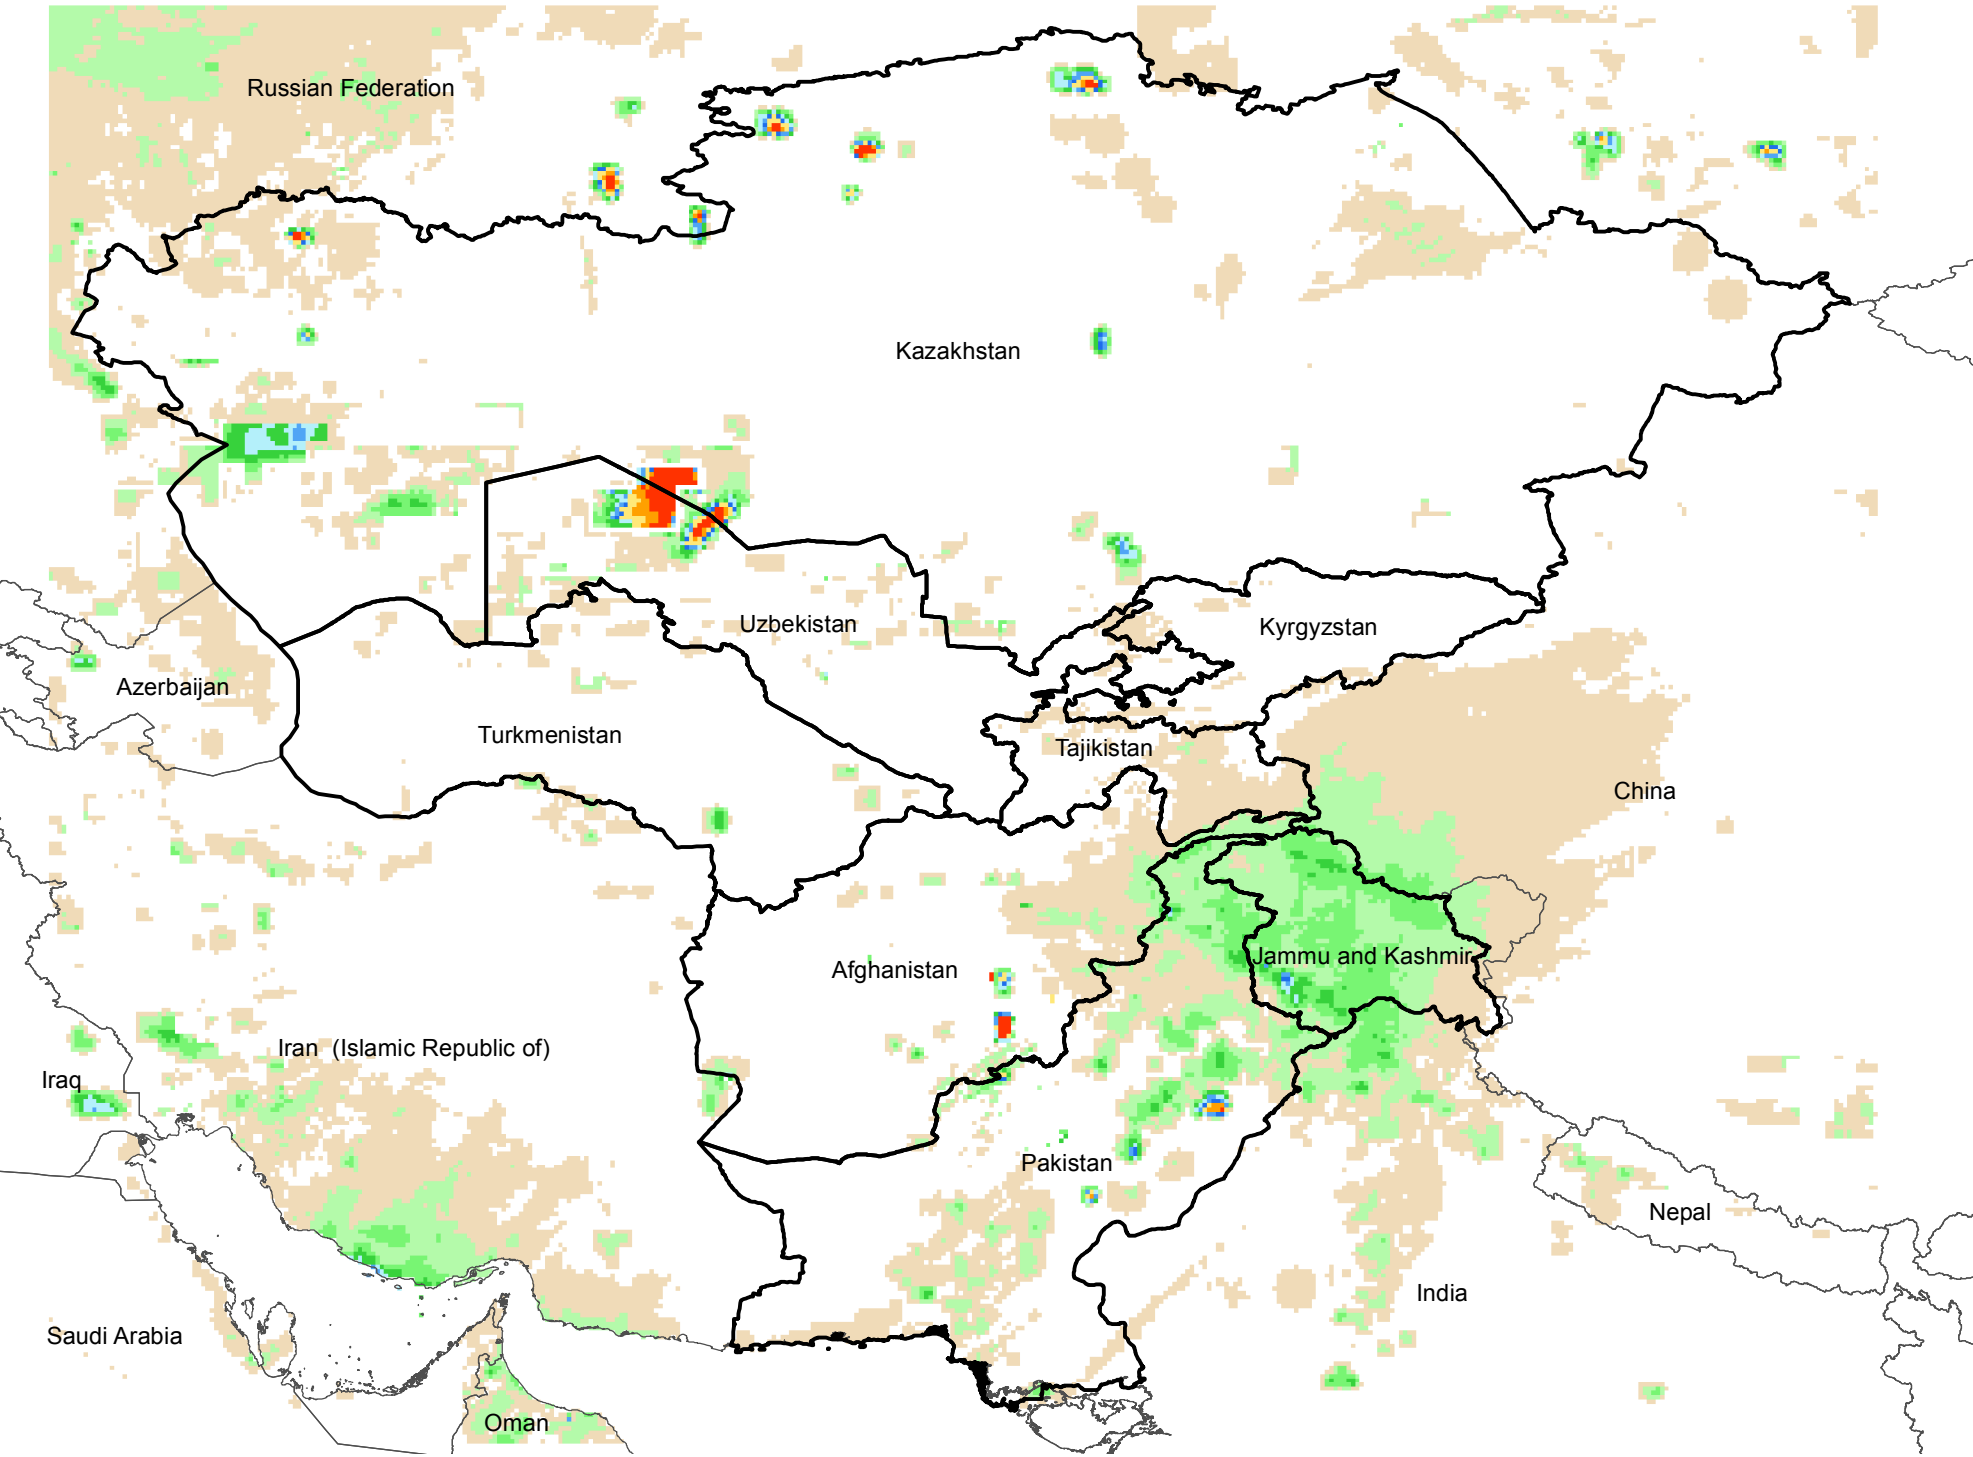 Russian Federation
Kazakhstan
Uzbekistan
Kyrgyzstan
Azerbaijan
Turkmenistan
Tajikistan
China
Jammu and Kashmir
Afghanistan
Iran  (Islamic Republic of)
Iraq
Pakistan
Nepal
India
Saudi Arabia
Oman